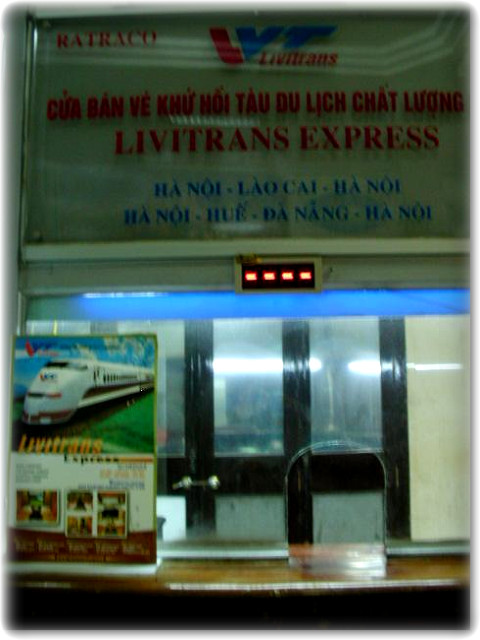 RATRACO
VT
Livitrans
CỬA BÁN VÉ KHỨ HỒI TÀU DU LỊCH CHẤT LƯỢNG
LIVITRANS EXPRESS
HÀ NỘI - LÀO CAI - HÀ NỘI
HÀ NỘI - HUẾ - ĐÀ NẴNG - HÀ NỘI
Livitrans
Express